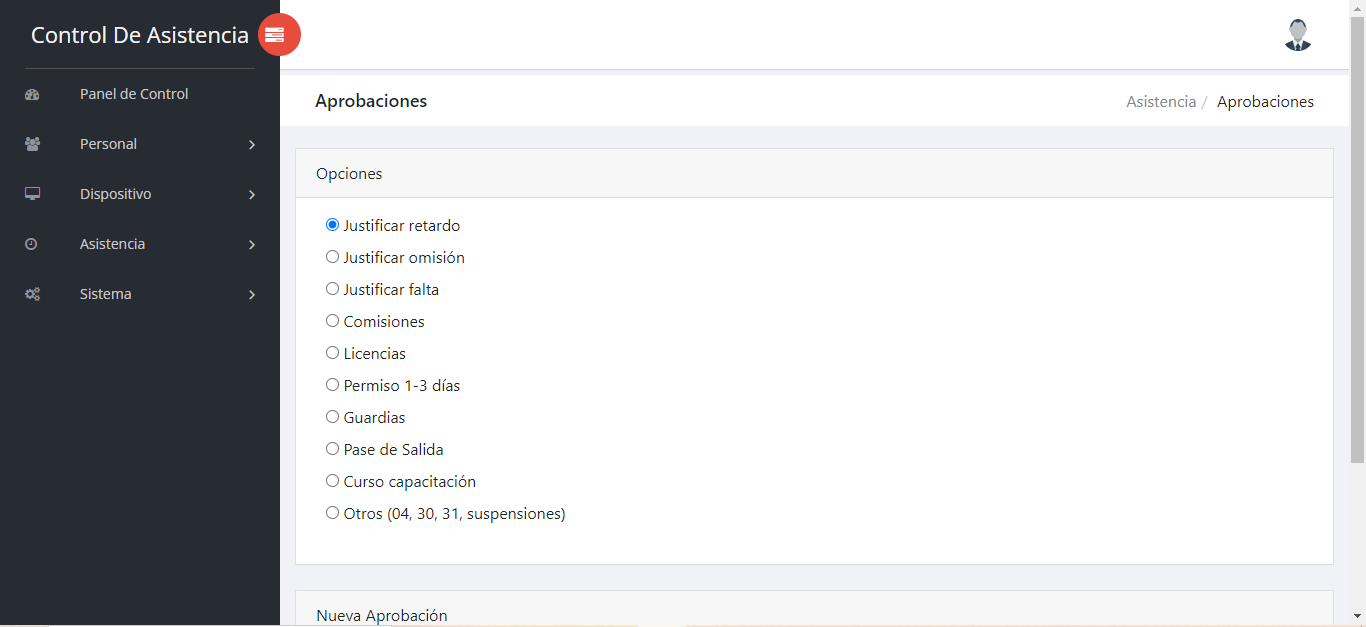 Control De Asistencia
Panel de Control
Personal
Dispositivo
Asistencia
Sistema
Aprobaciones
Asistencia / Aprobaciones
Opciones
Justificar retardo
Justificar omisión
Justificar falta
Comisiones
Licencias
Permiso 1-3 días
Guardias
Pase de Salida
Curso capacitación
Otros (04, 30, 31, suspensiones)
Nueva Aprobación